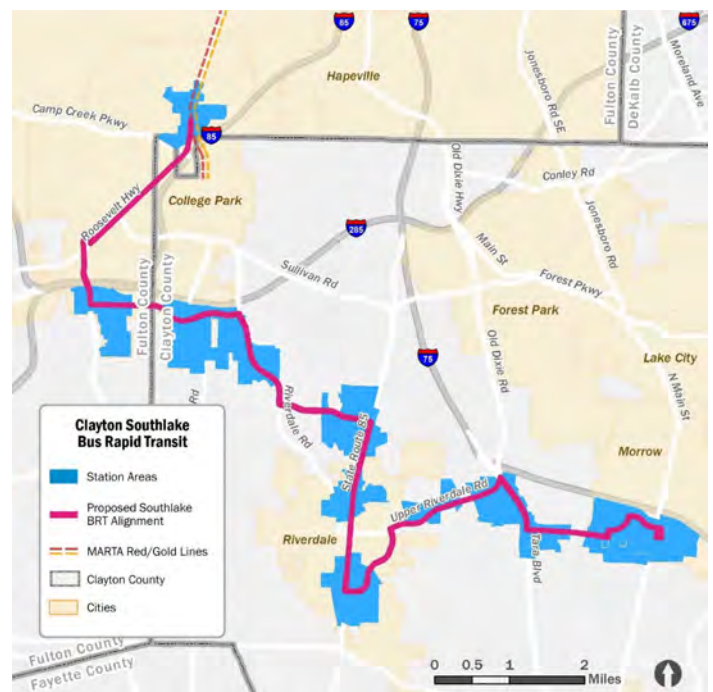 85
75
675
Hapeville
Jonesboro Rd SE
Fulton County
DeKalb County
Moreland Ave
Camp Creek Pkwy
85
Old Dixie Hwy
Conley Rd
Roosevelt Hwy
College Park
Jonesboro Rd
285
Main St
Sullivan Rd
Forest Pkwy
Fulton County
Clayton County
Forest Park
Old Dixie Rd
75
Lake City
N Main St
Rd
Riverdale Rd
State Route 85
Morrow
Upper Riverdale Rd
Riverdale
Tara Blvd
Clayton Southlake
Bus Rapid Transit
Station Areas
Proposed Southlake
BRT Alignment
MARTA Red/Gold Lines
Clayton County
Cities
Fulton County
Fayette County
0 0.5 1 2
Miles